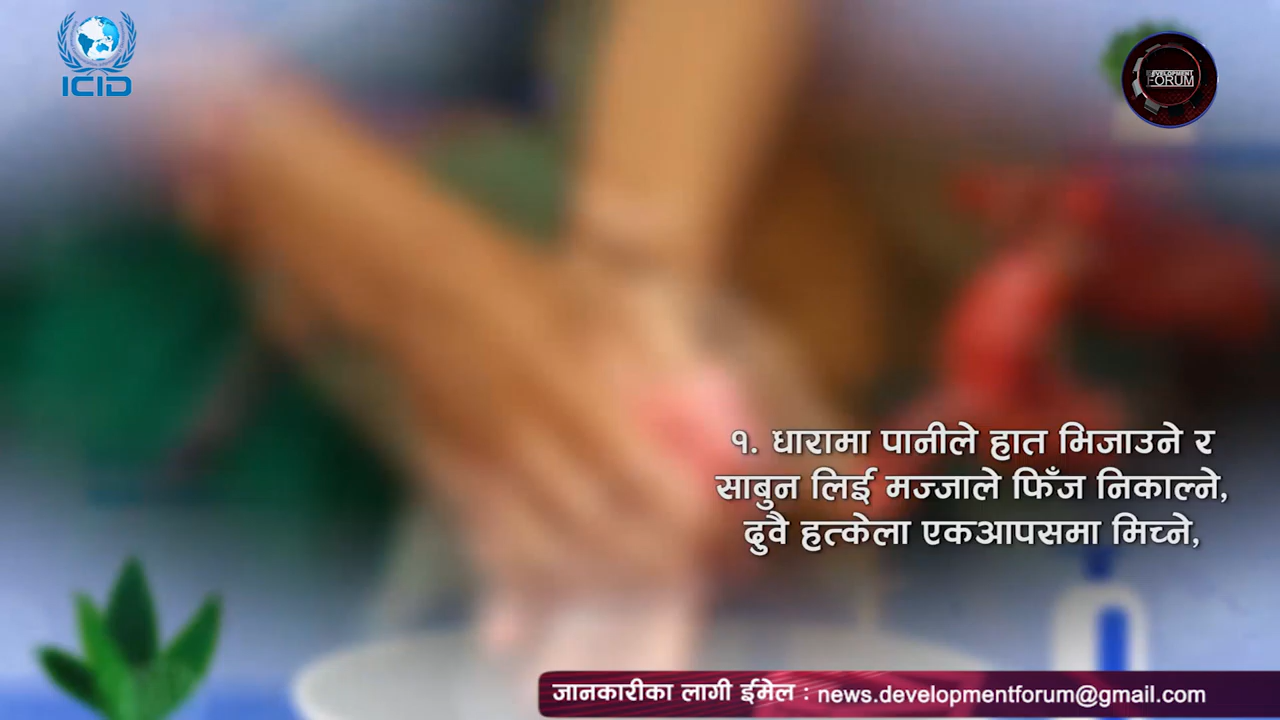 ICID
DEVELOPMENT
FORUM
१. धारामा पानीले हात भिजाउने र
साबुन लिई मज्जाले फिँज निकाल्ने,
दुवै हत्केला एकआपसमा मिच्ने,
जानकारीका लागी ईमेल : news.developmentforum@gmail.com